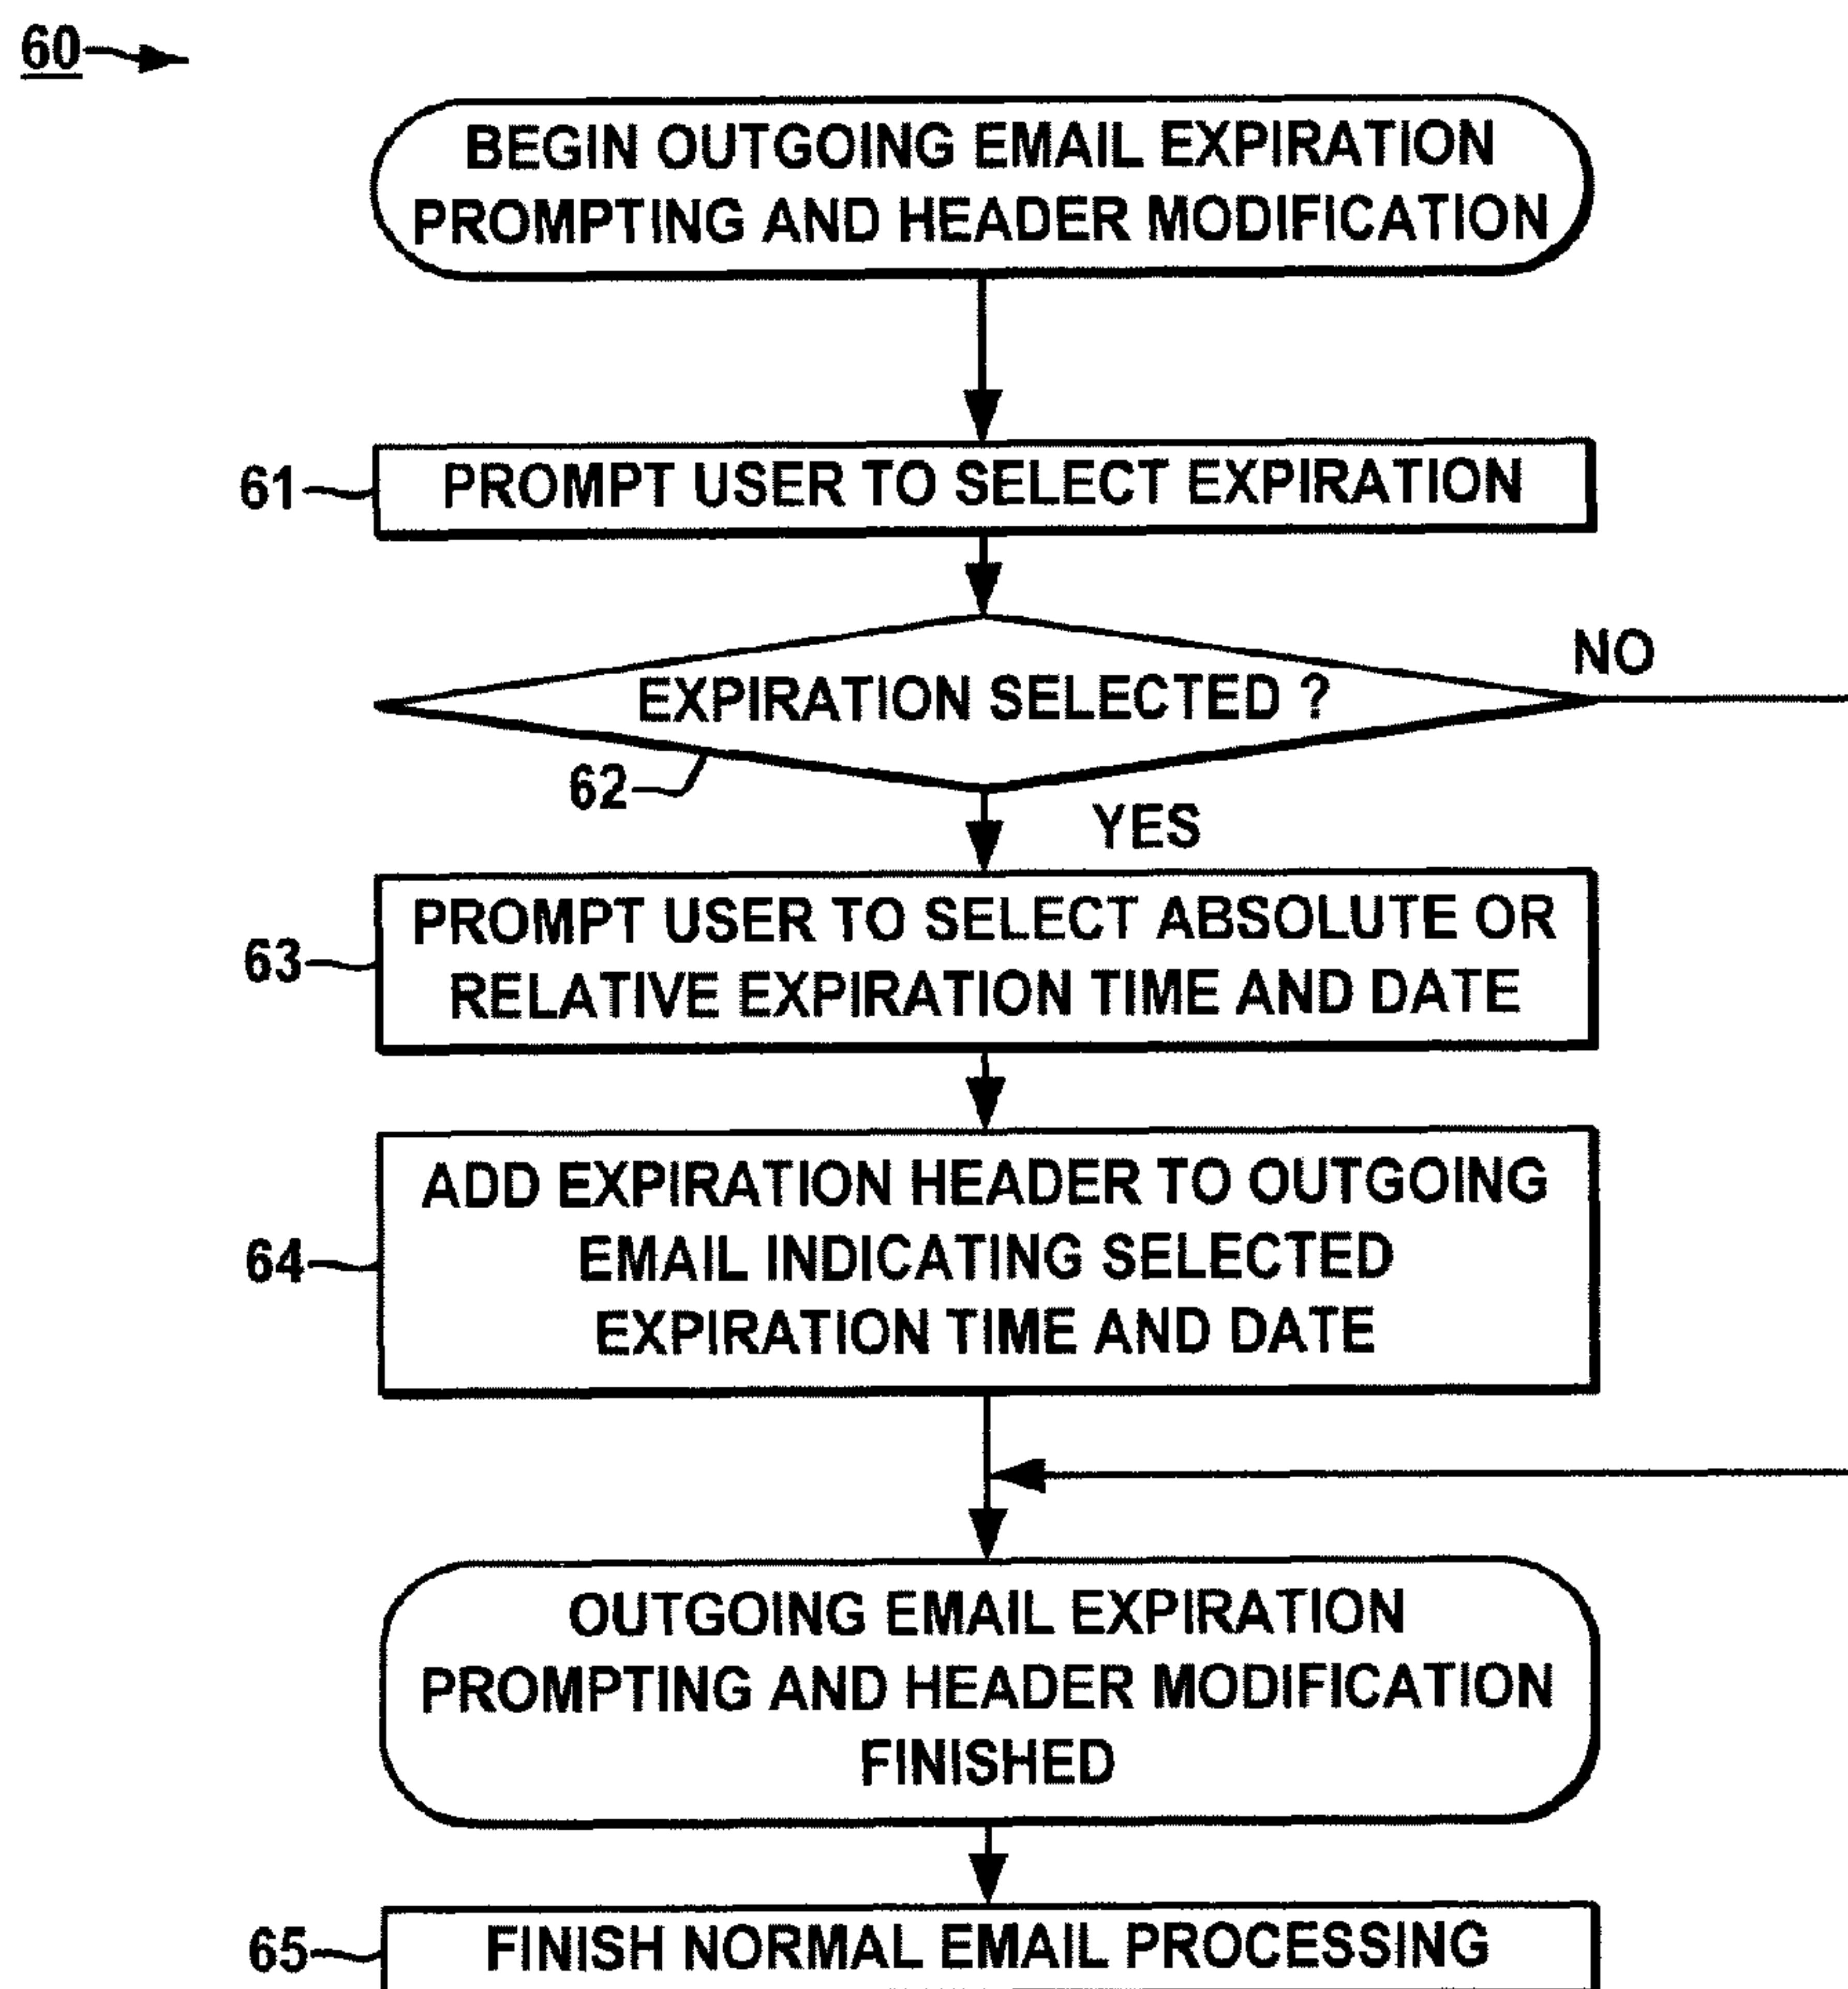 60
BEGIN OUTGOING EMAIL EXPIRATION
PROMPTING AND HEADER MODIFICATION
61
PROMPT USER TO SELECT EXPIRATION
EXPIRATION SELECTED ?
NO
62
YES
63
PROMPT USER TO SELECT ABSOLUTE OR
RELATIVE EXPIRATION TIME AND DATE
64
ADD EXPIRATION HEADER TO OUTGOING
EMAIL INDICATING SELECTED
EXPIRATION TIME AND DATE
OUTGOING EMAIL EXPIRATION
PROMPTING AND HEADER MODIFICATION
FINISHED
65
FINISH NORMAL EMAIL PROCESSING